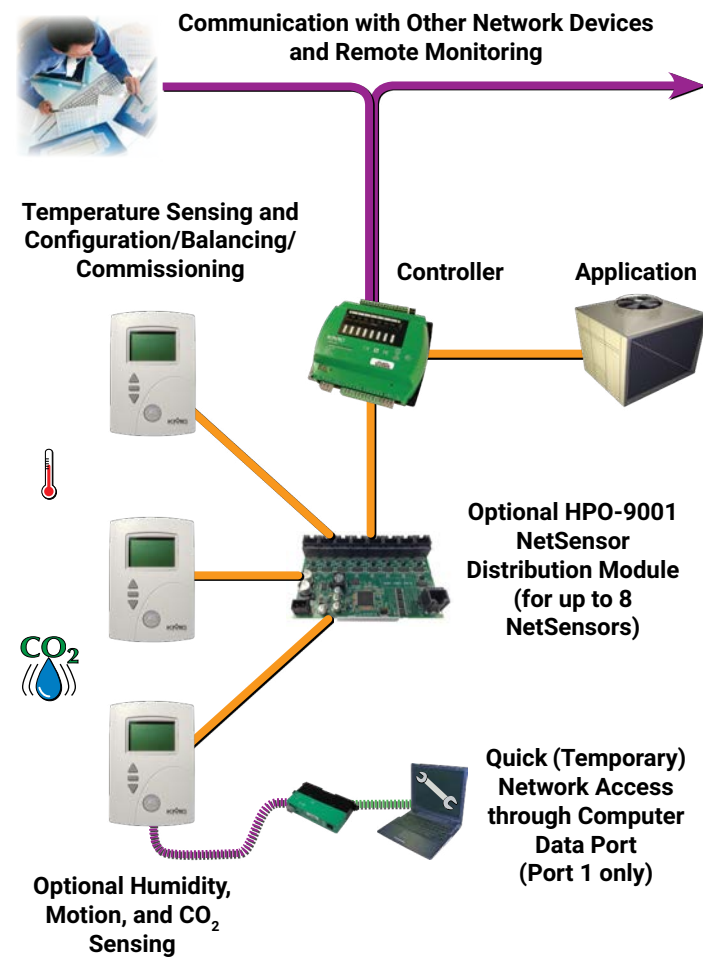 Communication with Other Network Devices
and Remote Monitoring
Temperature Sensing and
Configuration/Balancing/
Commissioning
Controller
Application
KMC
Optional HPO-9001
NetSensor
Distribution Module
(for up to 8
NetSensors)
CO2
Quick (Temporary)
Network Access
through Computer
Data Port
(Port 1 only)
Optional Humidity,
Motion, and CO2
Sensing